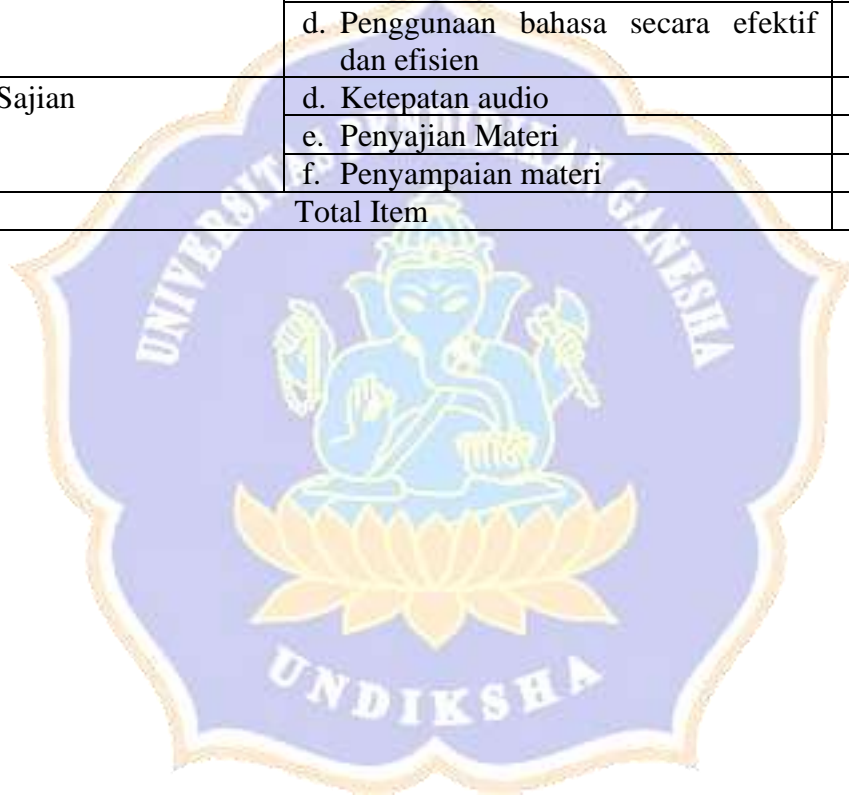 d. Penggunaan bahasa secara efektif
dan efisien
Sajian d. Ketepatan audio
e. Penyajian Materi
f. Penyampaian materi
Total Item
UNIVERSITAS PENDIDIKAN GANESHA
UNDIKSHA